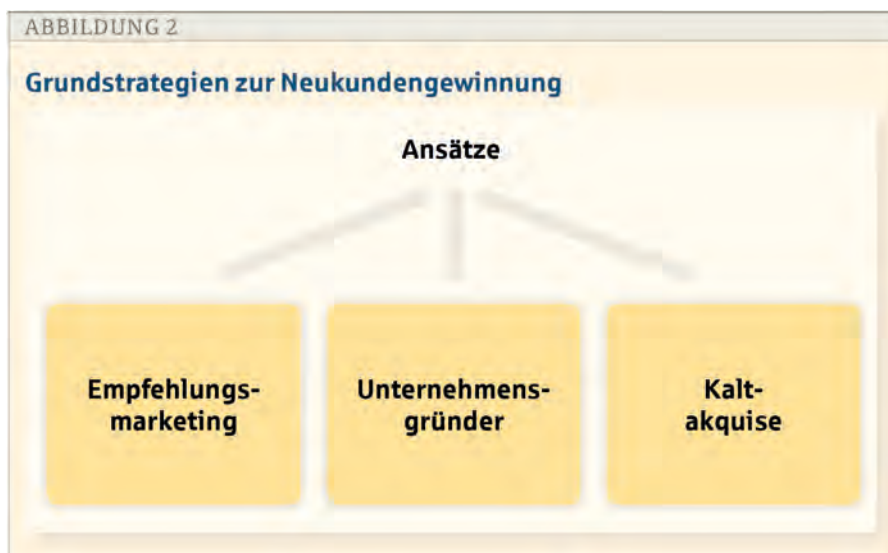 ABBILDUNG 2
Grundstrategien zur Neukundengewinnung
Ansätze
Empfehlungs-
marketing
Unternehmens-
gründer
Kalt-
akquise